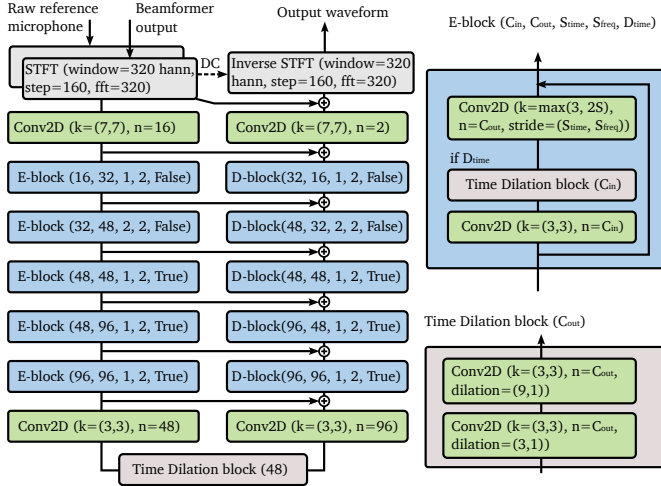 Raw reference
microphone
Beamformer
output
Output waveform
STFT (window=320 hann,
step=160, fft=320)
DC
Inverse STFT (window=320
hann, step=160, fft=320)
Conv2D (k=(7,7), n=16)
Conv2D (k=(7,7), n=2)
E-block (16, 32, 1, 2, False)
D-block(32, 16, 1, 2, False)
E-block (32, 48, 2, 2, False)
D-block(48, 32, 2, 2, False)
E-block (48, 48, 1, 2, True)
D-block(48, 48, 1, 2, True)
E-block (48, 96, 1, 2, True)
D-block(96, 48, 1, 2, True)
E-block (96, 96, 1, 2, True)
D-block(96, 96, 1, 2, True)
Conv2D (k=(3,3), n=48)
Conv2D (k=(3,3), n=96)
Time Dilation block (48)
E-block (Cin, Cout, Stime, Sfreq, Dtime)
Conv2D (k=max(3, 2S),
n=Cout, stride=(Stime, Sfreq))
if Dtime
Time Dilation block (Cin)
Conv2D (k=(3,3), n=Cin)
Time Dilation block (Cout)
Conv2D (k=(3,3), n=Cout,
dilation=(9,1))
Conv2D (k=(3,3), n=Cout,
dilation=(3,1))